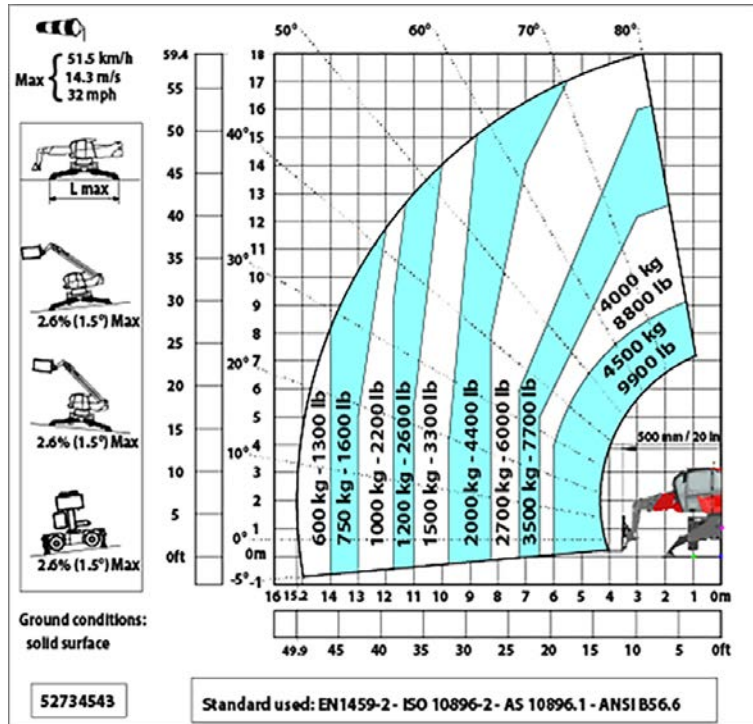 Max
51.5 km/h
14.3 m/s
32 mph
L max
2.6% (1.5°) Max
2.6% (1.5°) Max
2.6% (1.5°) Max
Ground conditions:
solid surface
52734543
59.4
55
50
45
40
35
30
25
20
15
10
5
0ft
18
17
16
15
14
13
12
11
10
9
8
7
6
5
4
3
2
1
0m
-1
-5°
0°
10°
20°
30°
40°
50°
60°
70°
80°
600 kg - 1300 lb
750 kg - 1600 lb
1000 kg - 2200 lb
1200 kg - 2600 lb
1500 kg - 3300 lb
2000 kg - 4400 lb
2700 kg - 6000 lb
3500 kg - 7700 lb
4000 kg
8800 lb
4500 kg
9900 lb
500 mm / 20 in
16 15.2 14 13 12 11 10 9 8 7 6 5 4 3 2 1 0m
49.9 45 40 35 30 25 20 15 10 5 0ft
Standard used: EN1459-2 - ISO 10896-2 - AS 10896.1 - ANSI B56.6